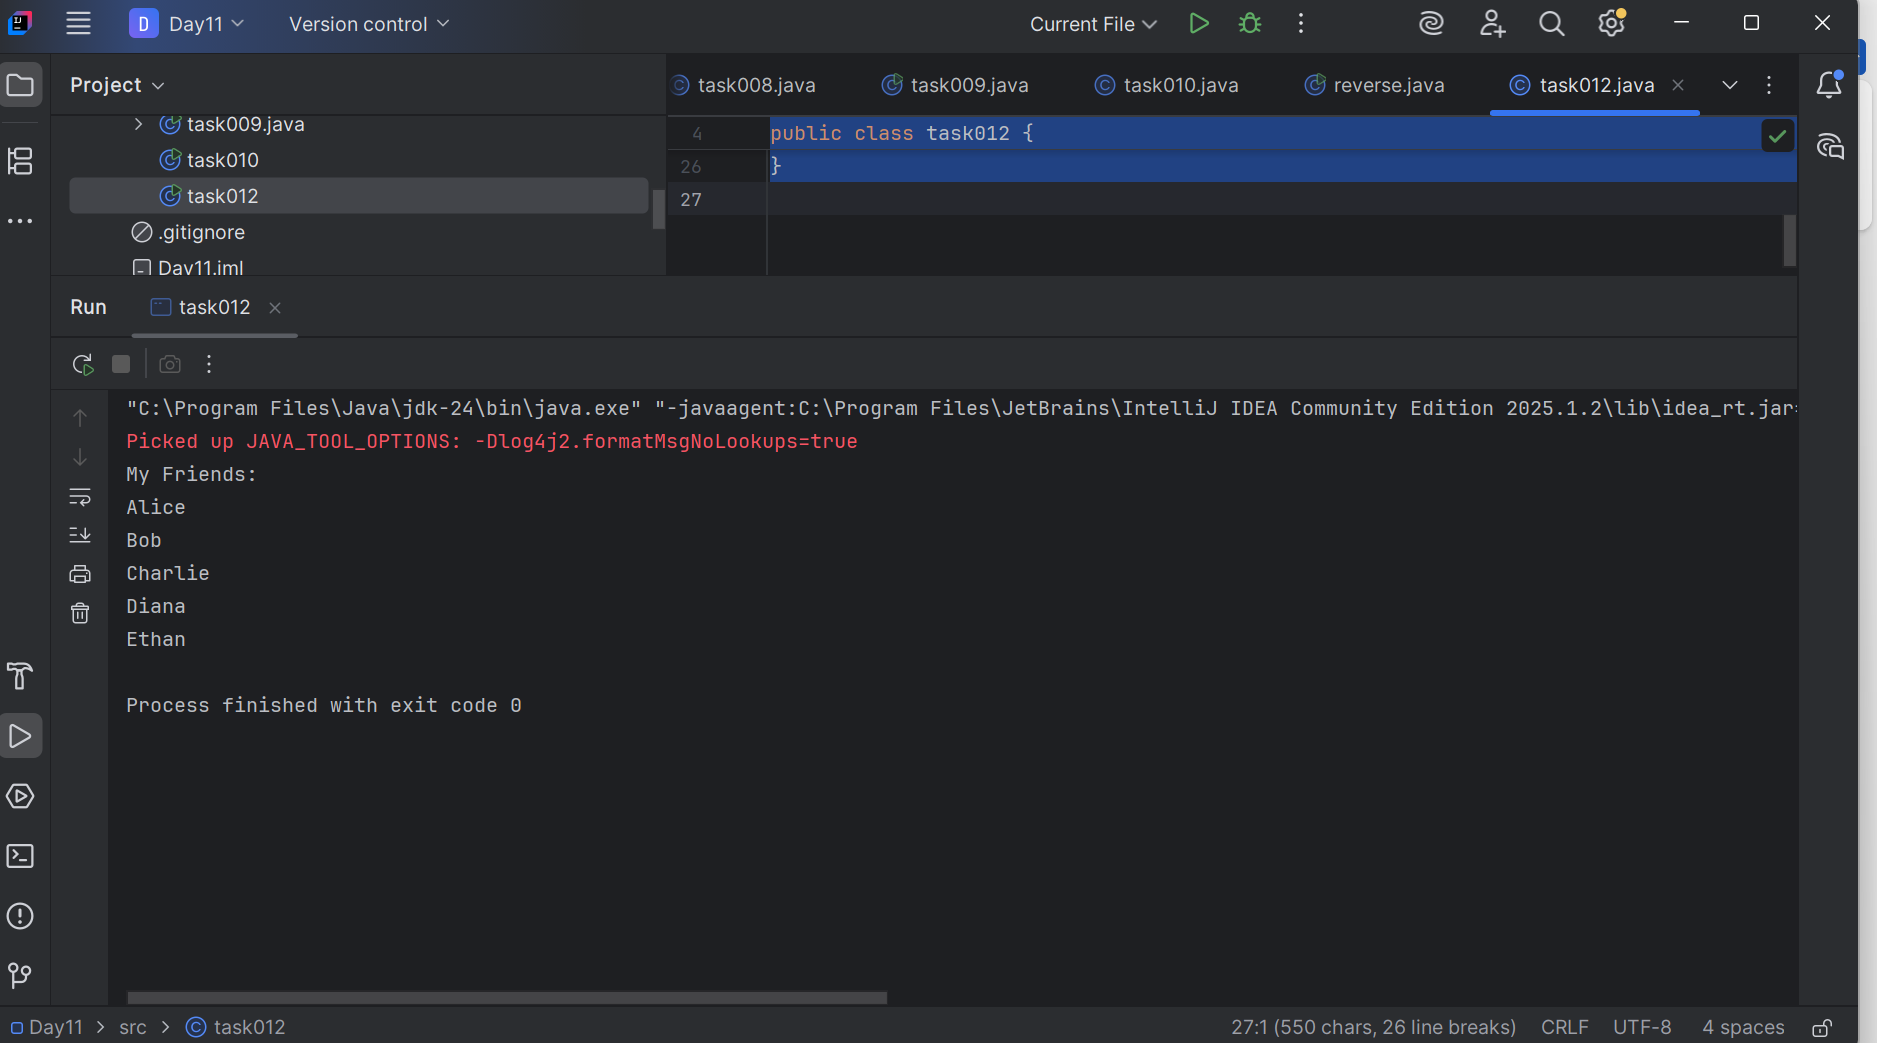 D Day11 Version control Current File
Project
task008.java task009.java task010.java reverse.java task012.java
task009.java
task010
task012
.gitignore
Day11.iml
4 public class task012 {
26 }
27
Run task012
"C:\Program Files\Java\jdk-24\bin\java.exe" "-javaagent:C:\Program Files\JetBrains\IntelliJ IDEA Community Edition 2025.1.2\lib\idea_rt.jar=
Picked up JAVA_TOOL_OPTIONS: -Dlog4j2.formatMsgNoLookups=true
My Friends:
Alice
Bob
Charlie
Diana
Ethan
Process finished with exit code 0
Day11 > src > task012 27:1 (550 chars, 26 line breaks) CRLF UTF-8 4 spaces